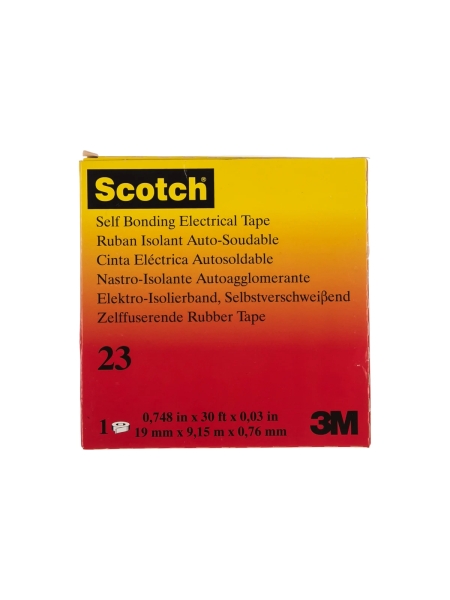 Scotch®
Self Bonding Electrical Tape
Ruban Isolant Auto-Soudable
Cinta Eléctrica Autosoldable
Nastro-Isolante Autoagglomerante
Elektro-Isolierband, Selbstverschweiβend
Zelffuserende Rubber Tape
23
1
0,748 in x 30 ft x 0,03 in
19 mm x 9,15 m x 0,76 mm
3M